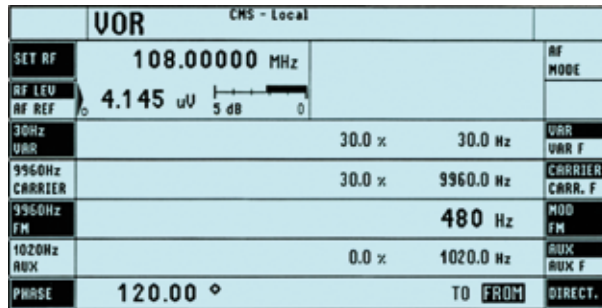 VOR CMS - Local
SET RF 108.00000 MHz AF MODE
RF LEV AF REF 4.145 uV 5 dB 0
30Hz VAR 30.0 % 30.0 Hz VAR VAR F
9960Hz CARRIER 30.0 % 9960.0 Hz CARRIER CARR. F
9960Hz FM 480 Hz MOD FM
1020Hz AUX 0.0 % 1020.0 Hz AUX AUX F
PHASE 120.00 ° TO FROM DIRECT.